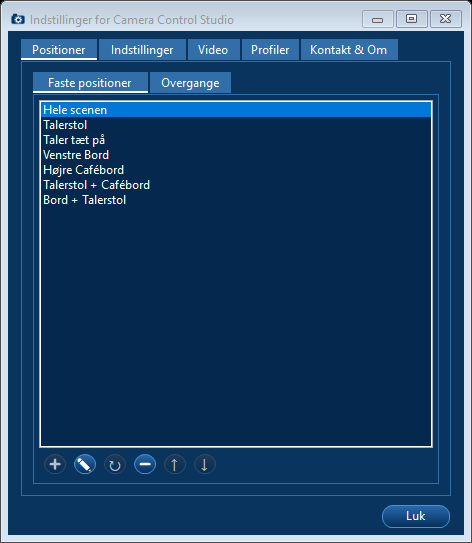 Indstillinger for Camera Control Studio
Positioner Indstillinger Video Profiler Kontakt & Om
Faste positioner Overgange
Hele scenen
Talerstol
Taler tæt på
Venstre Bord
Højre Cafébord
Talerstol + Cafébord
Bord + Talerstol
Luk